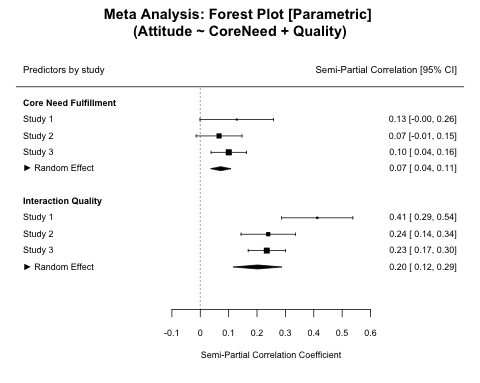 Meta Analysis: Forest Plot [Parametric]
(Attitude ~ CoreNeed + Quality)
Predictors by study Semi-Partial Correlation [95% CI]
Core Need Fulfillment
Study 1 0.13 [-0.00, 0.26]
Study 2 0.07 [-0.01, 0.15]
Study 3 0.10 [ 0.04, 0.16]
► Random Effect 0.07 [ 0.04, 0.11]
Interaction Quality
Study 1 0.41 [ 0.29, 0.54]
Study 2 0.24 [ 0.14, 0.34]
Study 3 0.23 [ 0.17, 0.30]
► Random Effect 0.20 [ 0.12, 0.29]
-0.1 0 0.1 0.2 0.3 0.4 0.5 0.6
Semi-Partial Correlation Coefficient